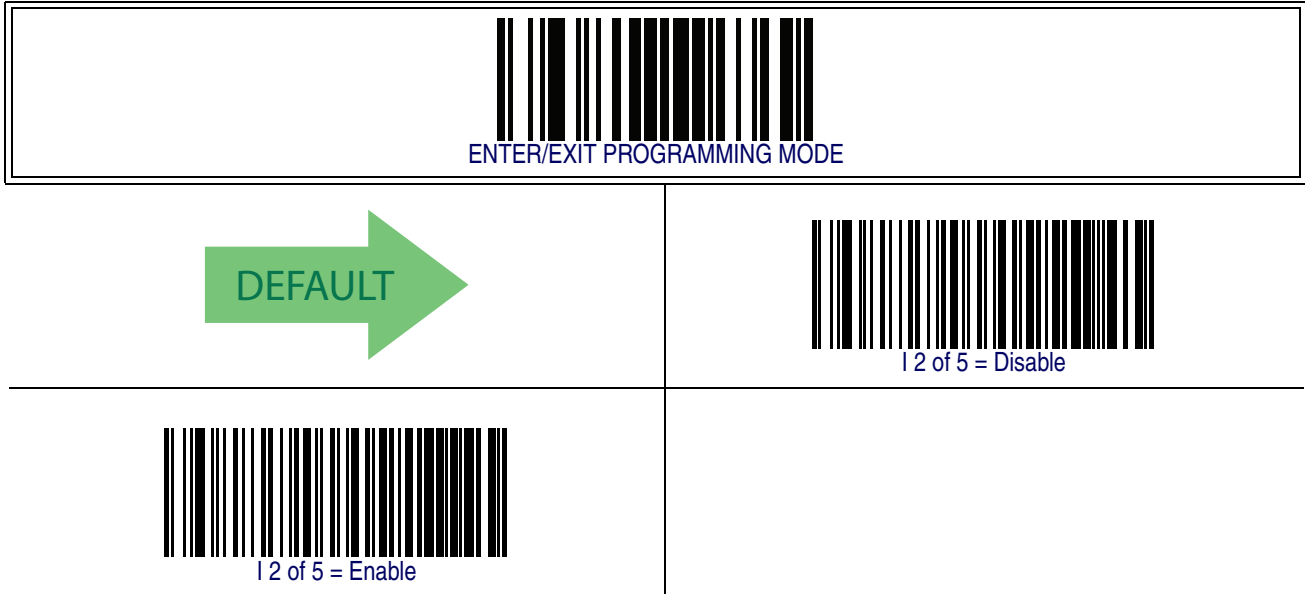 ENTER/EXIT PROGRAMMING MODE
DEFAULT
I 2 of 5 = Disable
I 2 of 5 = Enable